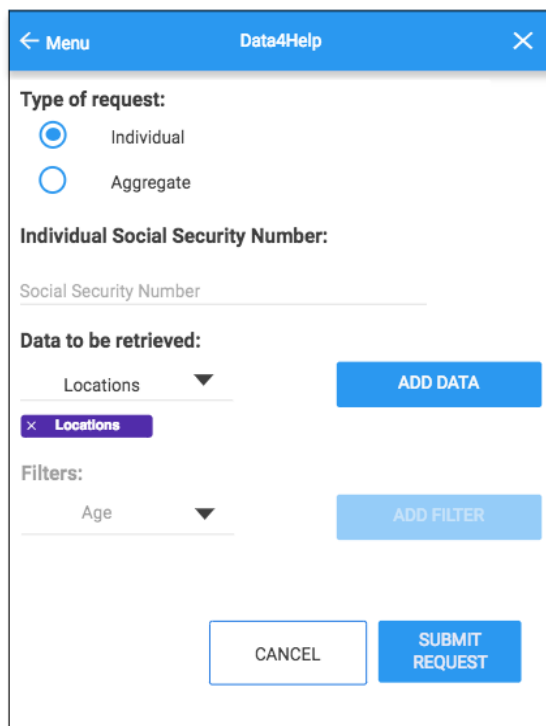 Menu Data4Help
Type of request:
Individual
Aggregate
Individual Social Security Number:
Social Security Number
Data to be retrieved:
Locations ADD DATA
× Locations
Filters:
Age ADD FILTER
CANCEL SUBMIT
REQUEST